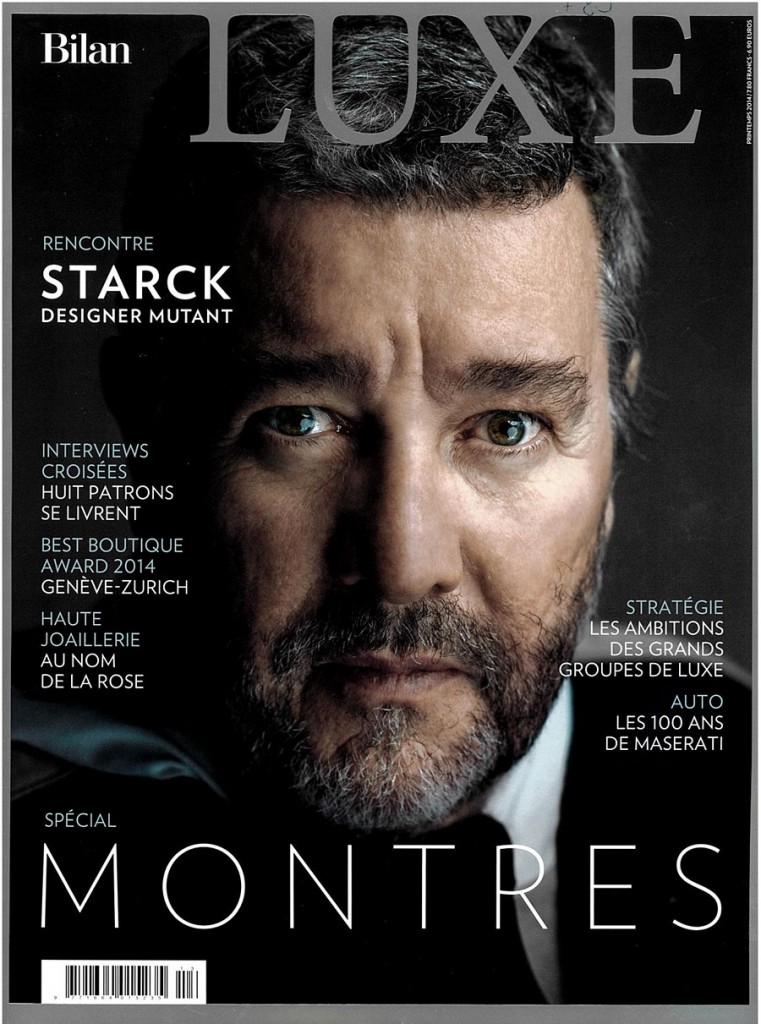 Bilan
LUXE
PRINTEMPS 2014 / 7.80 FRANCS - 6.90 EUROS
RENCONTRE
STARCK
DESIGNER MUTANT
INTERVIEWS
CROISÉES
HUIT PATRONS
SE LIVRENT
BEST BOUTIQUE
AWARD 2014
GENÈVE-ZURICH
HAUTE
JOAILLERIE
AU NOM
DE LA ROSE
STRATÉGIE
LES AMBITIONS
DES GRANDS
GROUPES DE LUXE
AUTO
LES 100 ANS
DE MASERATI
SPÉCIAL
MONTRES